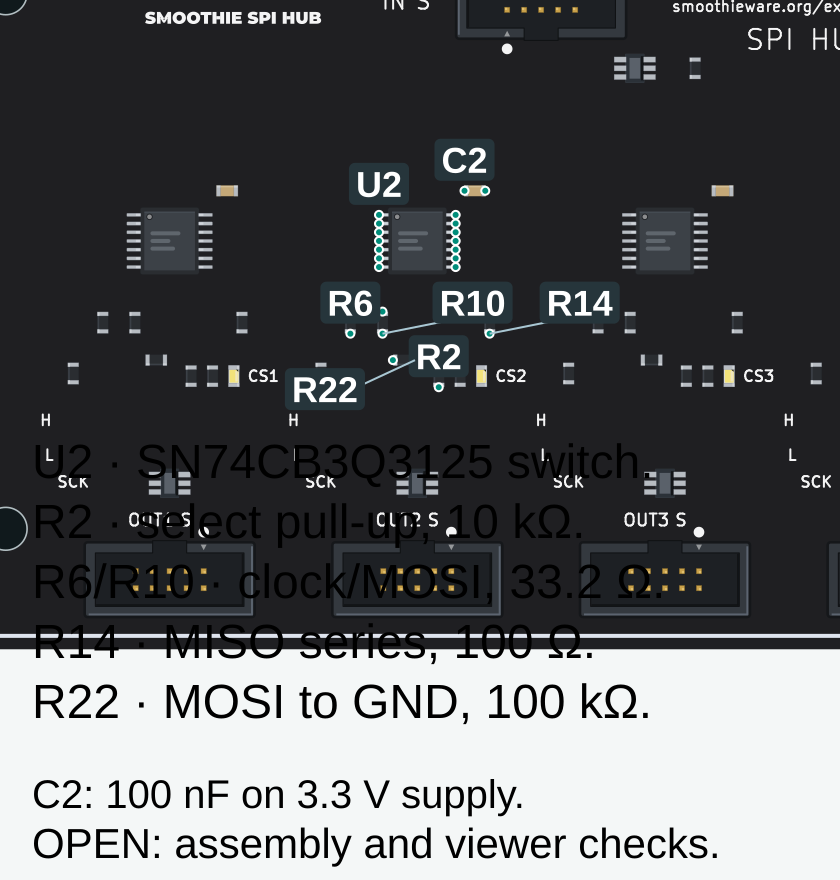 IN S
smoothieware.org/ex
SMOOTHIE SPI HUB
SPI HU
C2
U2
R6
R10
R14
R2
R22
CS1
CS2
CS3
H
H
H
H
L
L
L
L
U2 · SN74CB3Q3125 switch.
SCK
SCK
SCK
SCK
OUT1 S
OUT2 S
OUT3 S
R2 · select pull-up, 10 kΩ.
R6/R10 · clock/MOSI, 33.2 Ω.
R14 · MISO series, 100 Ω.
R22 · MOSI to GND, 100 kΩ.
C2: 100 nF on 3.3 V supply.
OPEN: assembly and viewer checks.